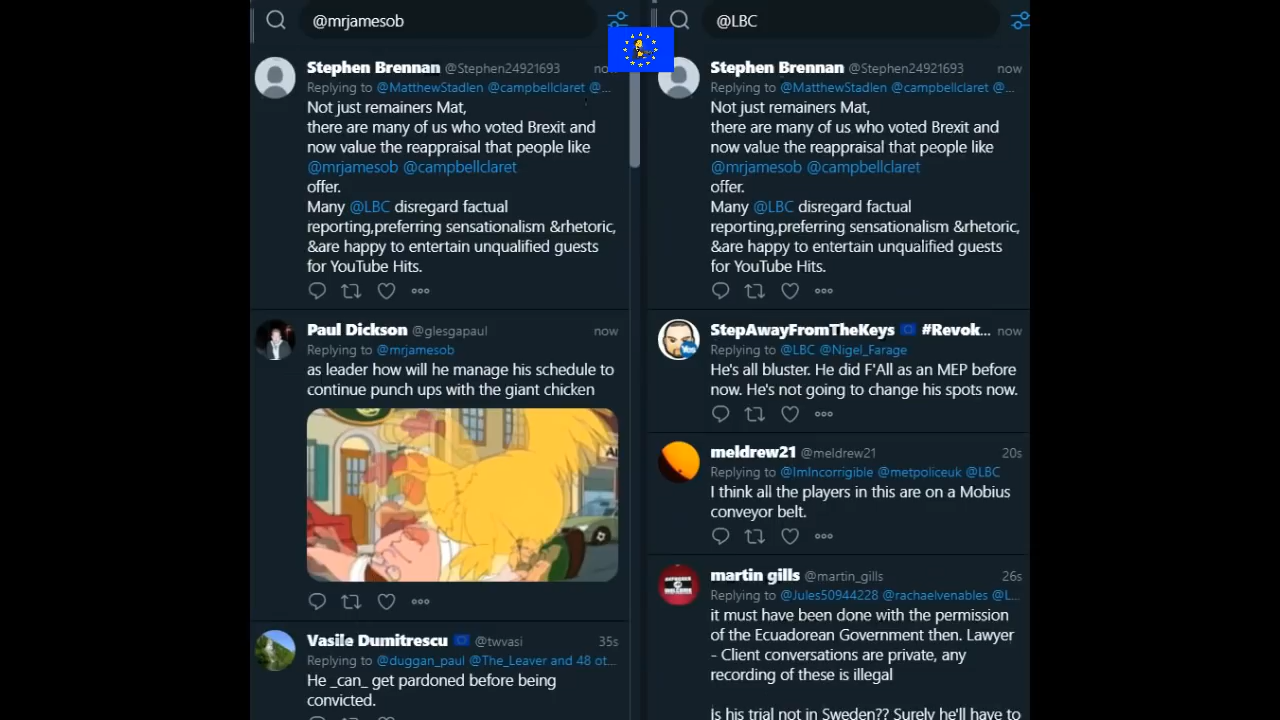 @mrjamesob
Stephen Brennan @Stephen24921693
Replying to @MatthewStadlen @campbellclaret @...
Not just remainers Mat,
there are many of us who voted Brexit and
now value the reappraisal that people like
@mrjamesob @campbellclaret
offer.
Many @LBC disregard factual
reporting,preferring sensationalism &rhetoric,
&are happy to entertain unqualified guests
for YouTube Hits.
Paul Dickson @glesgapaul now
Replying to @mrjamesob
as leader how will he manage his schedule to
continue punch ups with the giant chicken
Vasile Dumitrescu @twvasi 35s
Replying to @duggan_paul @The_Leaver and 48 ot...
He _can_ get pardoned before being
convicted.
@LBC
Stephen Brennan @Stephen24921693 now
Replying to @MatthewStadlen @campbellclaret @...
Not just remainers Mat,
there are many of us who voted Brexit and
now value the reappraisal that people like
@mrjamesob @campbellclaret
offer.
Many @LBC disregard factual
reporting,preferring sensationalism &rhetoric,
&are happy to entertain unqualified guests
for YouTube Hits.
StepAwayFromTheKeys #Revok... now
Replying to @LBC @Nigel_Farage
He's all bluster. He did F'All as an MEP before
now. He's not going to change his spots now.
meldrew21 @meldrew21 20s
Replying to @ImIncorrigible @metpoliceuk @LBC
I think all the players in this are on a Mobius
conveyor belt.
martin gills @martin_gills 26s
Replying to @Jules50944228 @rachaelvenables @L...
it must have been done with the permission
of the Ecuadorean Government then. Lawyer
- Client conversations are private, any
recording of these is illegal
Is his trial not in Sweden?? Surely he'll have to